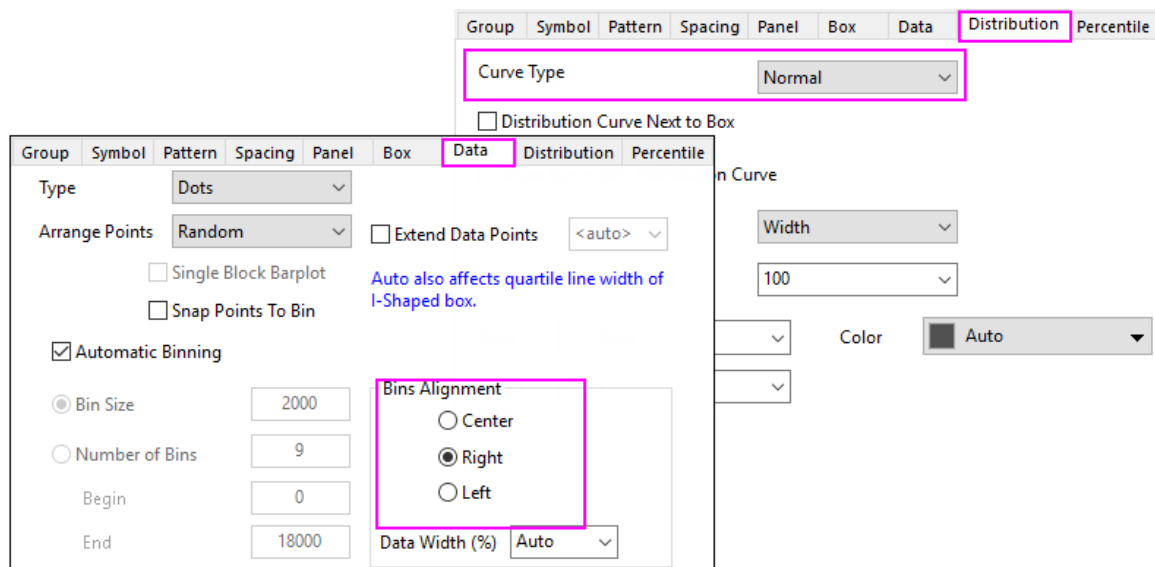 Group Symbol Pattern Spacing Panel Box Data Distribution Percentile
Curve Type Normal
Distribution Curve Next to Box
Curve
Width
100
Color Auto
Group Symbol Pattern Spacing Panel Box Data Distribution Percentile
Type Dots
Arrange Points Random Extend Data Points <auto>
Single Block Barplot Auto also affects quartile line width of
I-Shaped box.
Snap Points To Bin
Automatic Binning
Bins Alignment
Bin Size 2000
Center
Number of Bins 9
Right
Begin 0
Left
End 18000
Data Width (%) Auto